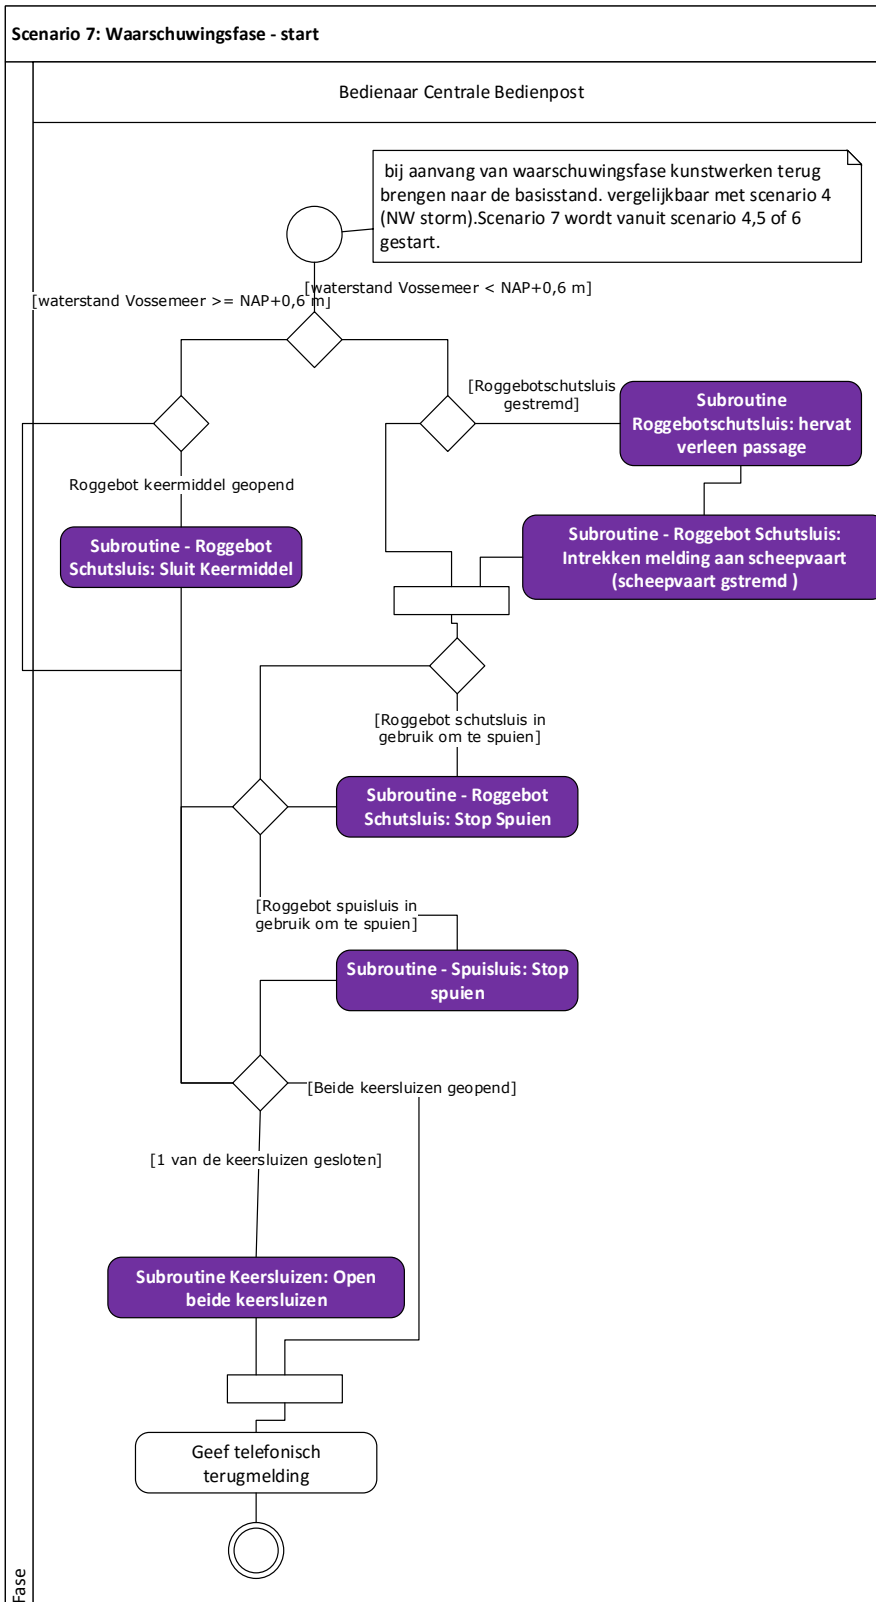 Scenario 7: Waarschuwingsfase - start
Bedienaar Centrale Bedienpost
bij aanvang van waarschuwingsfase kunstwerken terug
brengen naar de basisstand. vergelijkbaar met scenario 4
(NW storm).Scenario 7 wordt vanuit scenario 4,5 of 6
gestart.
[waterstand Vossemeer < NAP+0,6 m]
[waterstand Vossemeer >= NAP+0,6 m]
[Roggebotschutsluis
gestremd]
Subroutine
Roggebotschutsluis: hervat
verleen passage
Roggebot keermiddel geopend
Subroutine - Roggebot
Schutsluis: Sluit Keermiddel
Subroutine - Roggebot Schutsluis:
Intrekken melding aan scheepvaart
(scheepvaart gstremd )
[Roggebot schutsluis in
gebruik om te spuien]
Subroutine - Roggebot
Schutsluis: Stop Spuien
[Roggebot spuisluis in
gebruik om te spuien]
Subroutine - Spuisluis: Stop
spuien
[Beide keersluizen geopend]
[1 van de keersluizen gesloten]
Subroutine Keersluizen: Open
beide keersluizen
Geef telefonisch
terugmelding
Fase